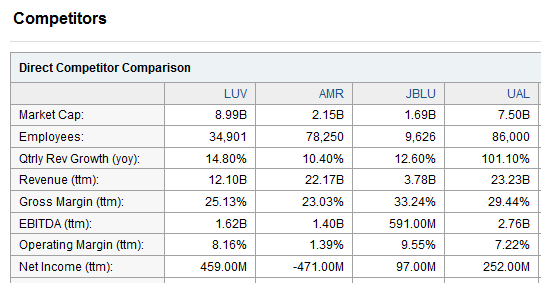 Competitors
Direct Competitor Comparison
LUV AMR JBLU UAL
Market Cap: 8.99B 2.15B 1.69B 7.50B
Employees: 34,901 78,250 9,626 86,000
Qtrly Rev Growth (yoy): 14.80% 10.40% 12.60% 101.10%
Revenue (ttm): 12.10B 22.17B 3.78B 23.23B
Gross Margin (ttm): 25.13% 23.03% 33.24% 29.44%
EBITDA (ttm): 1.62B 1.40B 591.00M 2.76B
Operating Margin (ttm): 8.16% 1.39% 9.55% 7.22%
Net Income (ttm): 459.00M -471.00M 97.00M 252.00M